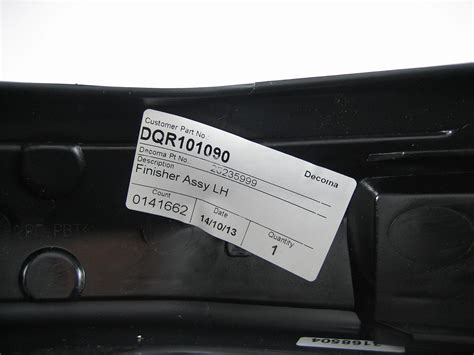 Customer Part No.
DQR101090
Decoma Pt No. 20235999 Decoma
Description
Finisher Assy LH
Count Date Quantity
0141662 14/10/13 1
4168504